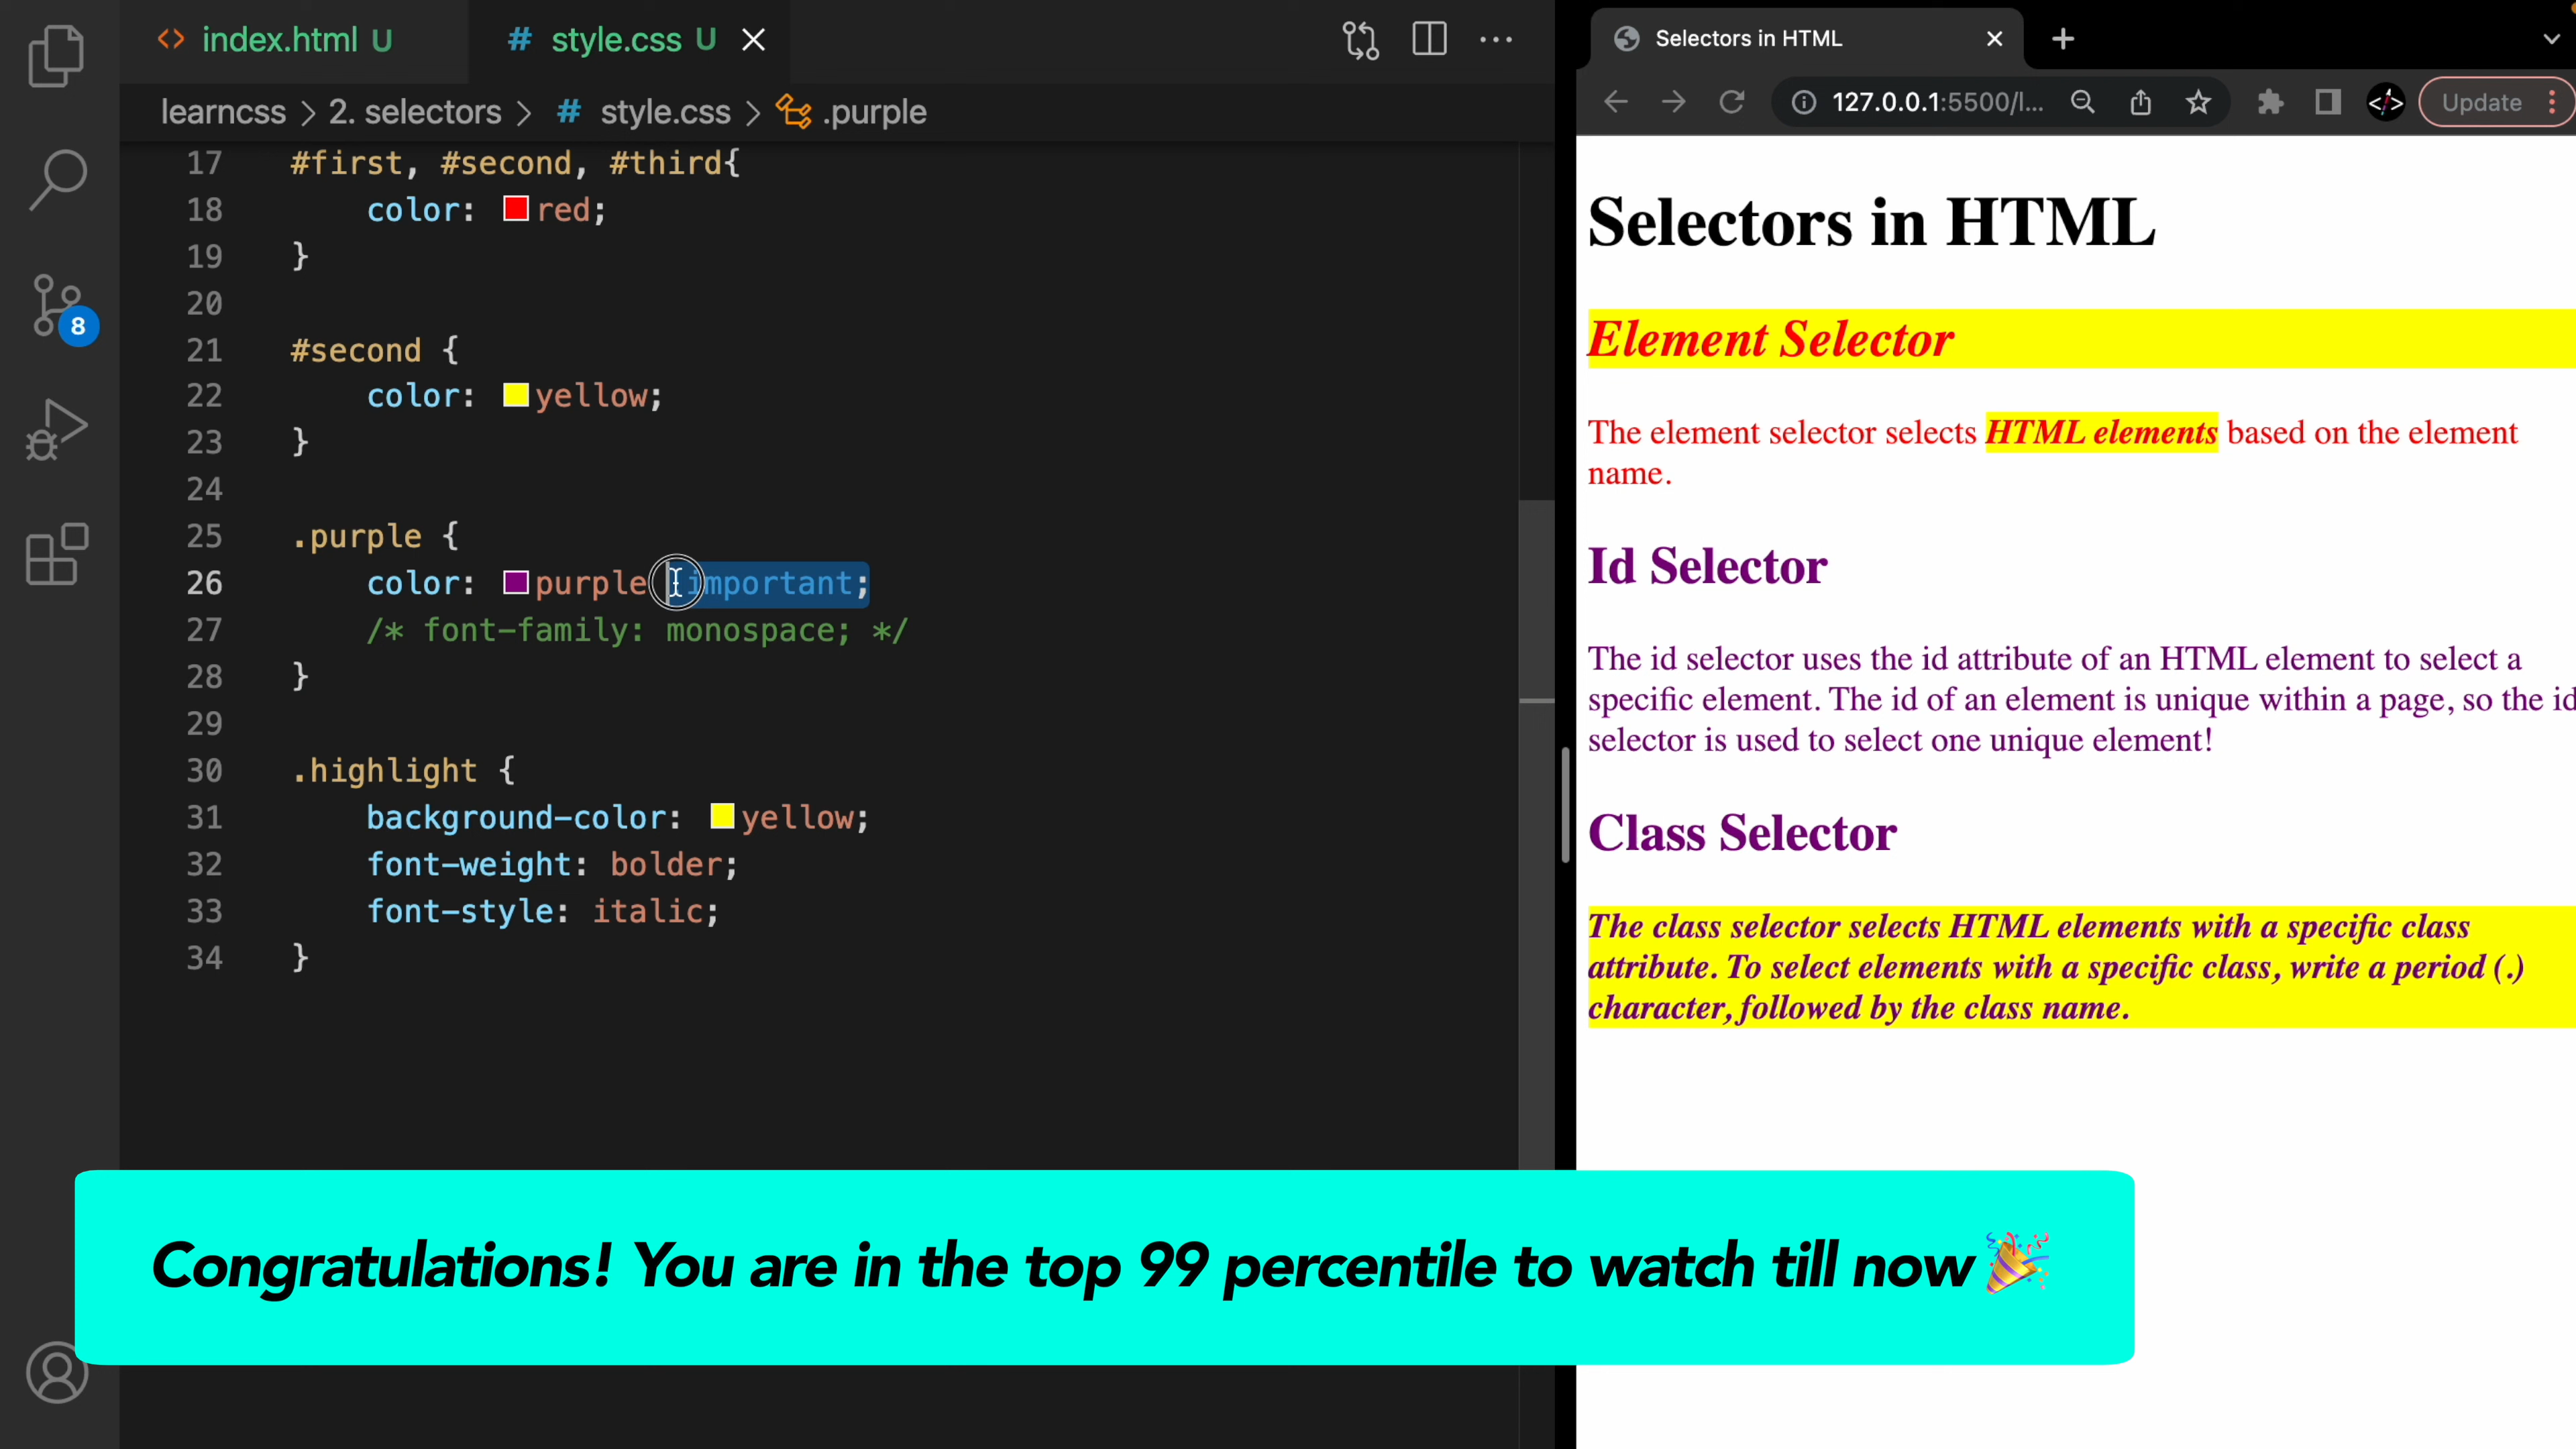 index.html U
style.css U
learncss > 2. selectors > # style.css > .purple
17 #first, #second, #third{
18 color: red;
19 }
20
21 #second {
22 color: yellow;
23 }
24
25 .purple {
26 color: purple !important;
27 /* font-family: monospace; */
28 }
29
30 .highlight {
31 background-color: yellow;
32 font-weight: bolder;
33 font-style: italic;
34 }
8
Selectors in HTML
127.0.0.1:5500/l...
Update
Selectors in HTML
Element Selector
The element selector selects HTML elements based on the element
name.
Id Selector
The id selector uses the id attribute of an HTML element to select a
specific element. The id of an element is unique within a page, so the id
selector is used to select one unique element!
Class Selector
The class selector selects HTML elements with a specific class
attribute. To select elements with a specific class, write a period (.)
character, followed by the class name.
Congratulations! You are in the top 99 percentile to watch till now 🎉